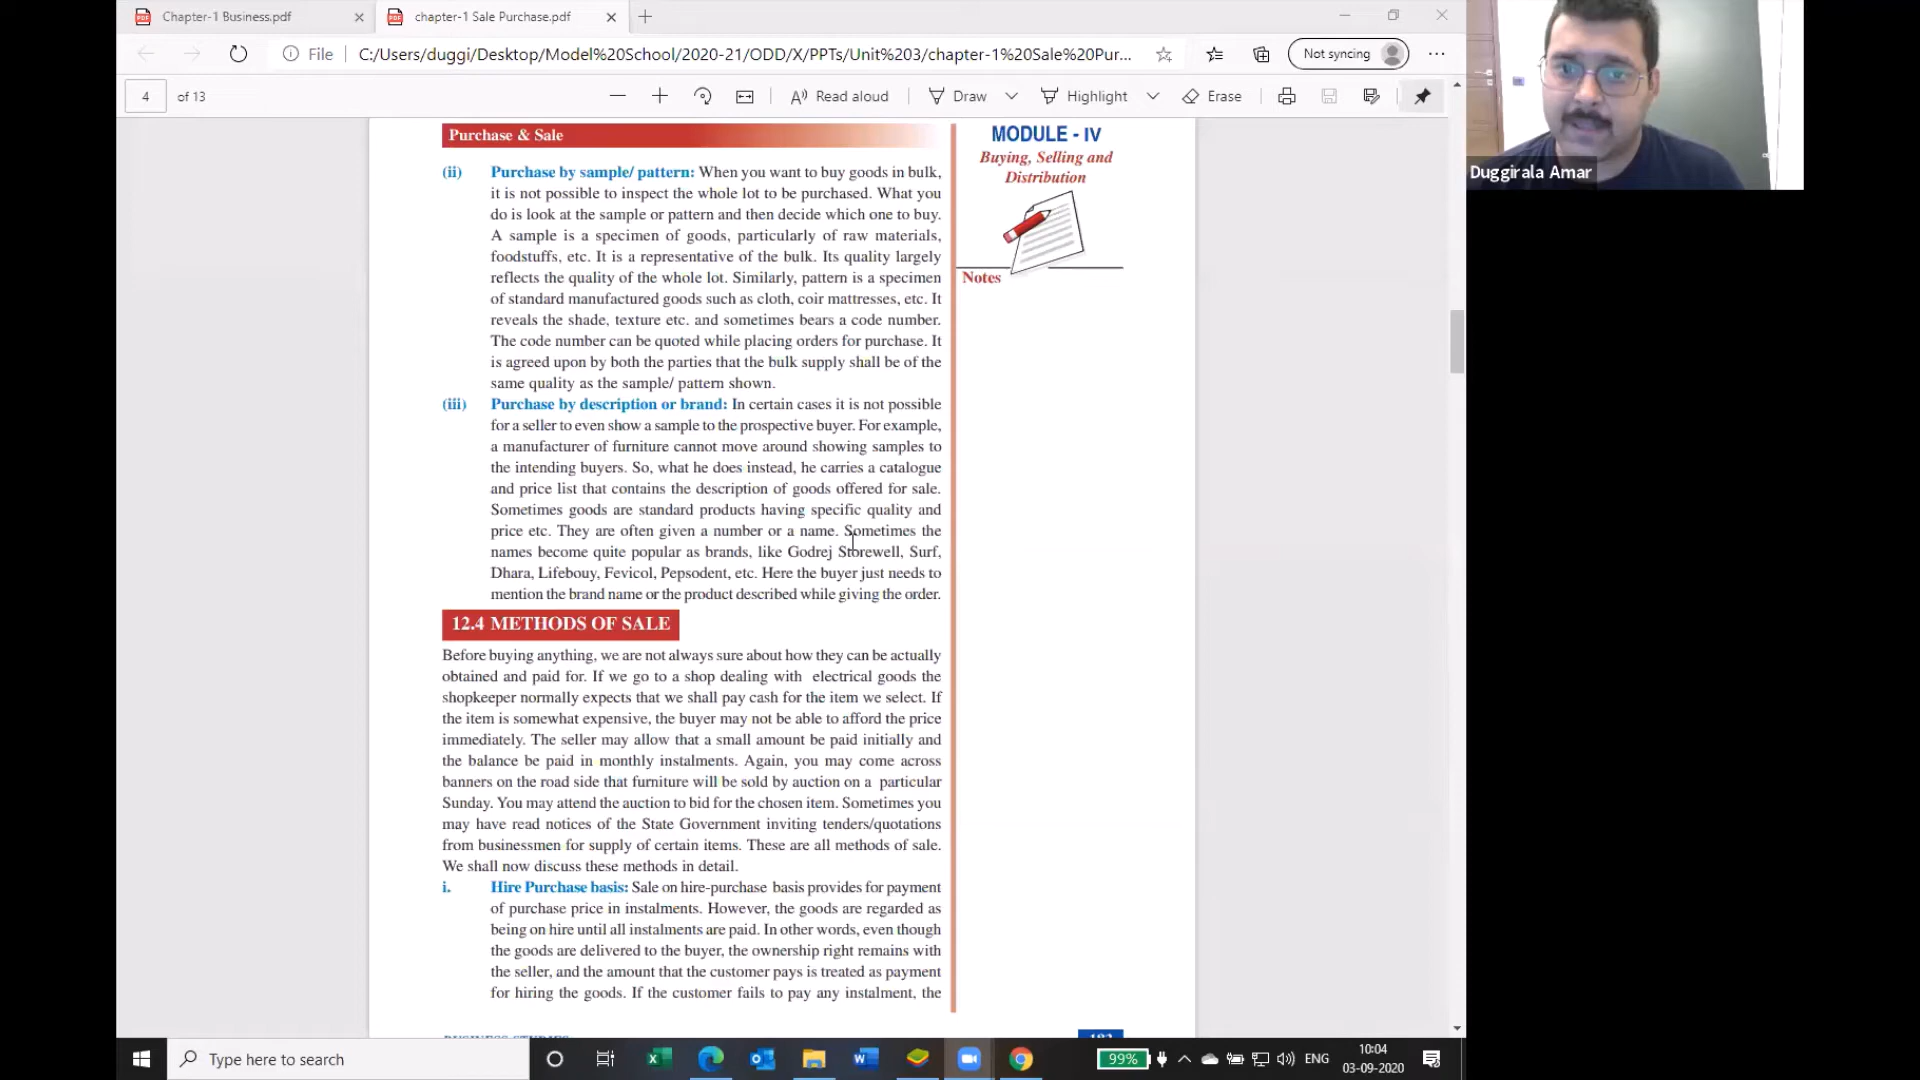 Chapter-1 Business.pdf
chapter-1 Sale Purchase.pdf
File
C:/Users/duggi/Desktop/Model%20School/2020-21/ODD/X/PPTs/Unit%203/chapter-1%20Sale%20Pur...
Not syncing
4 of 13
Read aloud
Draw
Highlight
Erase
Duggirala Amar
Purchase & Sale
MODULE - IV
Buying, Selling and
Distribution
Notes
(ii) Purchase by sample/ pattern: When you want to buy goods in bulk,
it is not possible to inspect the whole lot to be purchased. What you
do is look at the sample or pattern and then decide which one to buy.
A sample is a specimen of goods, particularly of raw materials,
foodstuffs, etc. It is a representative of the bulk. Its quality largely
reflects the quality of the whole lot. Similarly, pattern is a specimen
of standard manufactured goods such as cloth, coir mattresses, etc. It
reveals the shade, texture etc. and sometimes bears a code number.
The code number can be quoted while placing orders for purchase. It
is agreed upon by both the parties that the bulk supply shall be of the
same quality as the sample/ pattern shown.
(iii) Purchase by description or brand: In certain cases it is not possible
for a seller to even show a sample to the prospective buyer. For example,
a manufacturer of furniture cannot move around showing samples to
the intending buyers. So, what he does instead, he carries a catalogue
and price list that contains the description of goods offered for sale.
Sometimes goods are standard products having specific quality and
price etc. They are often given a number or a name. Sometimes the
names become quite popular as brands, like Godrej Storewell, Surf,
Dhara, Lifebouy, Fevicol, Pepsodent, etc. Here the buyer just needs to
mention the brand name or the product described while giving the order.
12.4 METHODS OF SALE
Before buying anything, we are not always sure about how they can be actually
obtained and paid for. If we go to a shop dealing with electrical goods the
shopkeeper normally expects that we shall pay cash for the item we select. If
the item is somewhat expensive, the buyer may not be able to afford the price
immediately. The seller may allow that a small amount be paid initially and
the balance be paid in monthly instalments. Again, you may come across
banners on the road side that furniture will be sold by auction on a particular
Sunday. You may attend the auction to bid for the chosen item. Sometimes you
may have read notices of the State Government inviting tenders/quotations
from businessmen for supply of certain items. These are all methods of sale.
We shall now discuss these methods in detail.
i. Hire Purchase basis: Sale on hire-purchase basis provides for payment
of purchase price in instalments. However, the goods are regarded as
being on hire until all instalments are paid. In other words, even though
the goods are delivered to the buyer, the ownership right remains with
the seller, and the amount that the customer pays is treated as payment
for hiring the goods. If the customer fails to pay any instalment, the
Type here to search
99%
ENG
10:04
03-09-2020